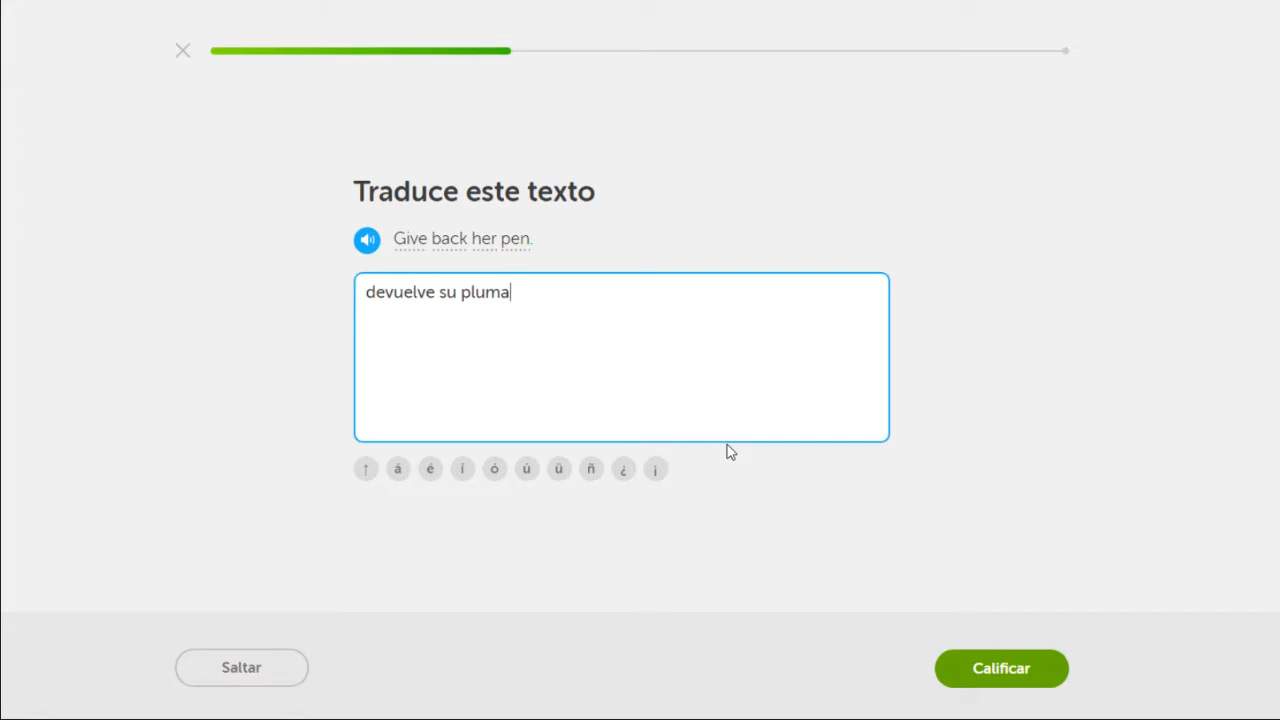 Traduce este texto
Give back her pen.
devuelve su pluma
↑ á é í ó ú ü ñ ¿ ¡
Saltar
Calificar